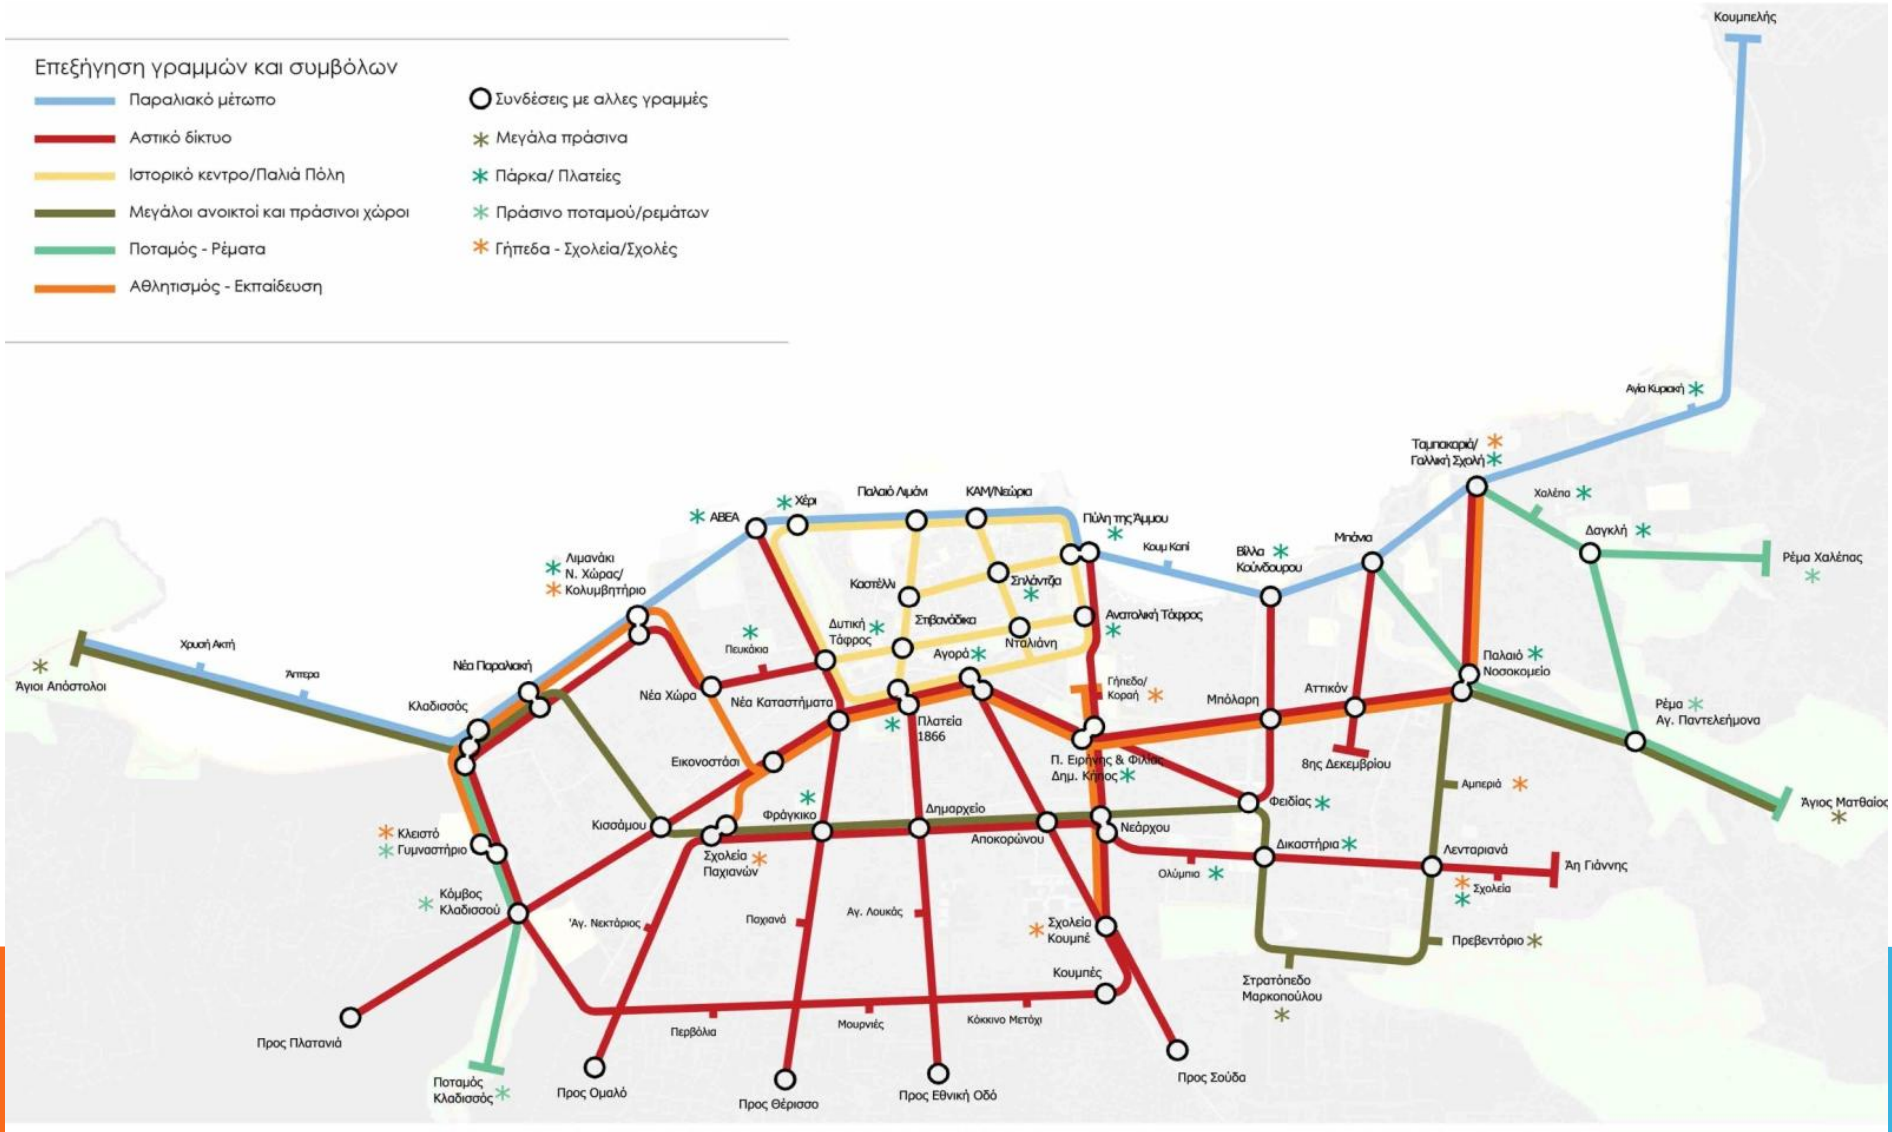 Επεξήγηση γραμμών και συμβόλων
Παραλιακό μέτωπο
Αστικό δίκτυο
Ιστορικό κεντρο/Παλιά Πόλη
Μεγάλοι ανοικτοί και πράσινοι χώροι
Ποταμός - Ρέματα
Αθλητισμός - Εκπαίδευση
Συνδέσεις με αλλες γραμμές
Μεγάλα πράσινα
Πάρκα/ Πλατείες
Πράσινο ποταμού/ρεμάτων
Γήπεδα - Σχολεία/Σχολές
Κουμπελής
Αγία Κυριακή
Ταμπακαριά/
Γαλλική Σχολή
Χαλέπα
Δαγκλή
Ρέμα Χαλέπας
Παλαιό Λιμάνι
ΚΑΜ/Νεώρια
Χέρι
ΑΒΕΑ
Πύλη της Άμμου
Κουμ Καπί
Βίλλα
Κούνδουρου
Μπόνια
Λιμανάκι
Ν. Χώρας/
Κολυμβητήριο
Καστέλλι
Σπλάντζια
Δυτική
Τάφρος
Στιβανάδικα
Νταλιάνη
Ανατολική Τάφρος
Πευκάκια
Αγορά
Χρυσή Ακτή
Άπτερα
Άγιοι Απόστολοι
Νέα Παραλιακή
Κλαδισσός
Νέα Χώρα
Νέα Καταστήματα
Πλατεία
1866
Γήπεδο/
Κοραή
Μπόλαρη
Αττικόν
Παλαιό
Νοσοκομείο
Ρέμα
Αγ. Παντελεήμονα
Εικονοστάσι
Π. Ειρήνης & Φιλίας
Δημ. Κήπος
8ης Δεκεμβρίου
Αμπεριά
Άγιος Ματθαίος
Κλειστό
Γυμναστήριο
Κισσάμου
Φράγκικο
Δημαρχείο
Αποκορώνου
Νεάρχου
Φειδίας
Δικαστήρια
Λενταριανά
Άη Γιάννης
Σχολεία
Παχιανών
Ολύμπια
Σχολεία
Κόμβος
Κλαδισσού
Άγ. Νεκτάριος
Παχιανά
Αγ. Λουκάς
Σχολεία
Κουμπέ
Πρεβεντόριο
Κουμπές
Στρατόπεδο
Μαρκοπούλου
Περβόλια
Μουρνιές
Κόκκινο Μετόχι
Προς Πλατανιά
Ποταμός
Κλαδισσός
Προς Ομαλό
Προς Θέρισσο
Προς Εθνική Οδό
Προς Σούδα